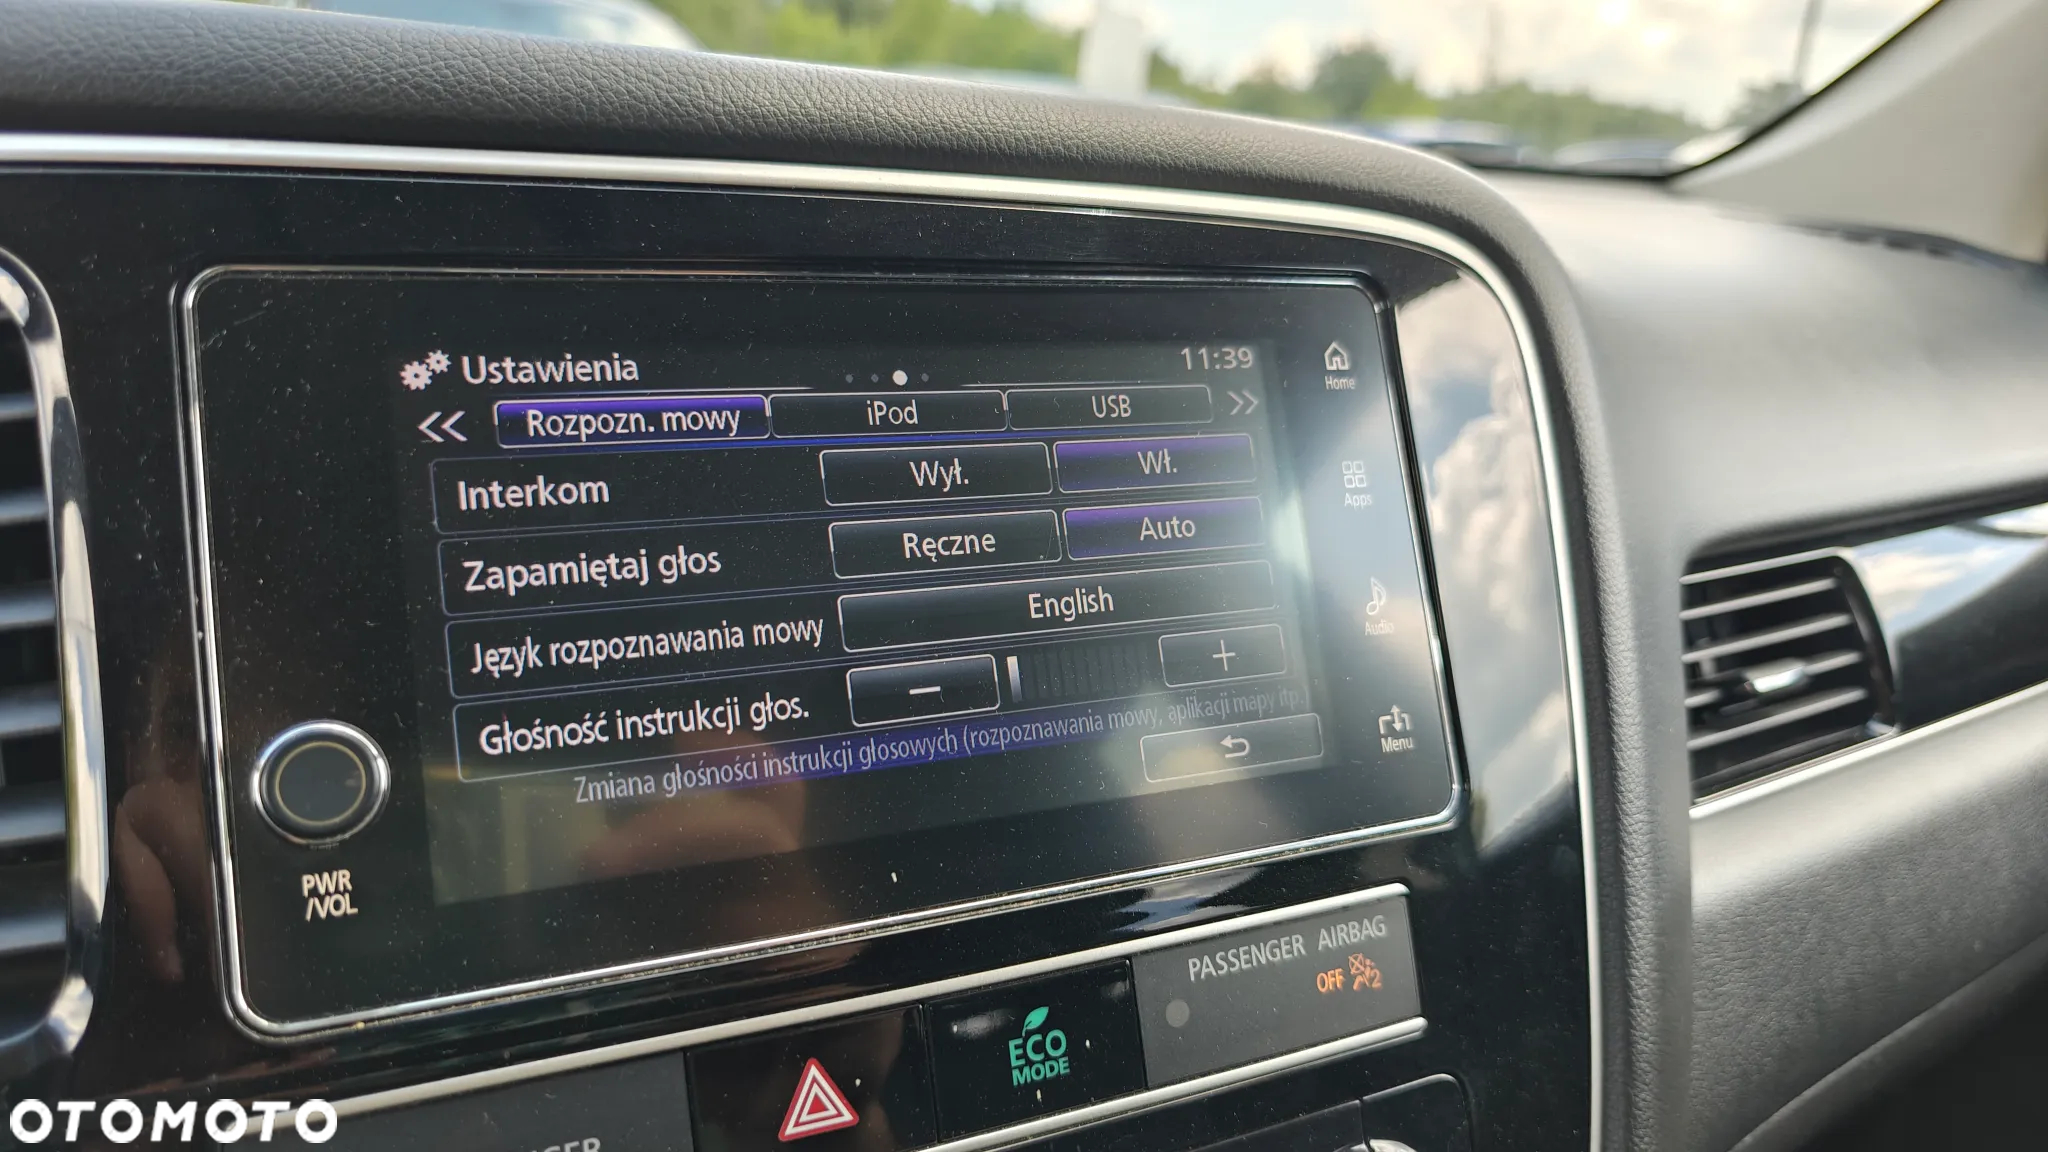 Ustawienia 11:39
Rozpozn. mowy iPod USB
Interkom Wył. Wł.
Zapamiętaj głos Ręczne Auto
Język rozpoznawania mowy English
Głośność instrukcji głos. − +
Zmiana głośności instrukcji głosowych (rozpoznawania mowy, aplikacji mapy itp.
Home
Apps
Audio
Menu
PWR
/VOL
PASSENGER AIRBAG
OFF 2
ECO
MODE
OTOMOTO